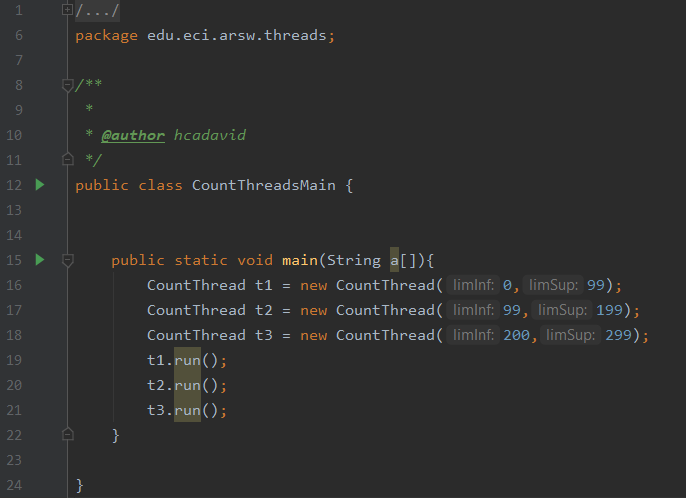 1 /.../
6 package edu.eci.arsw.threads;
7
8 /**
9 *
10 * @author hcadavid
11 */
12 public class CountThreadsMain {
13
14
15 public static void main(String a[]){
16 CountThread t1 = new CountThread( limInf: 0, limSup: 99);
17 CountThread t2 = new CountThread( limInf: 99, limSup: 199);
18 CountThread t3 = new CountThread( limInf: 200, limSup: 299);
19 t1.run();
20 t2.run();
21 t3.run();
22 }
23
24 }